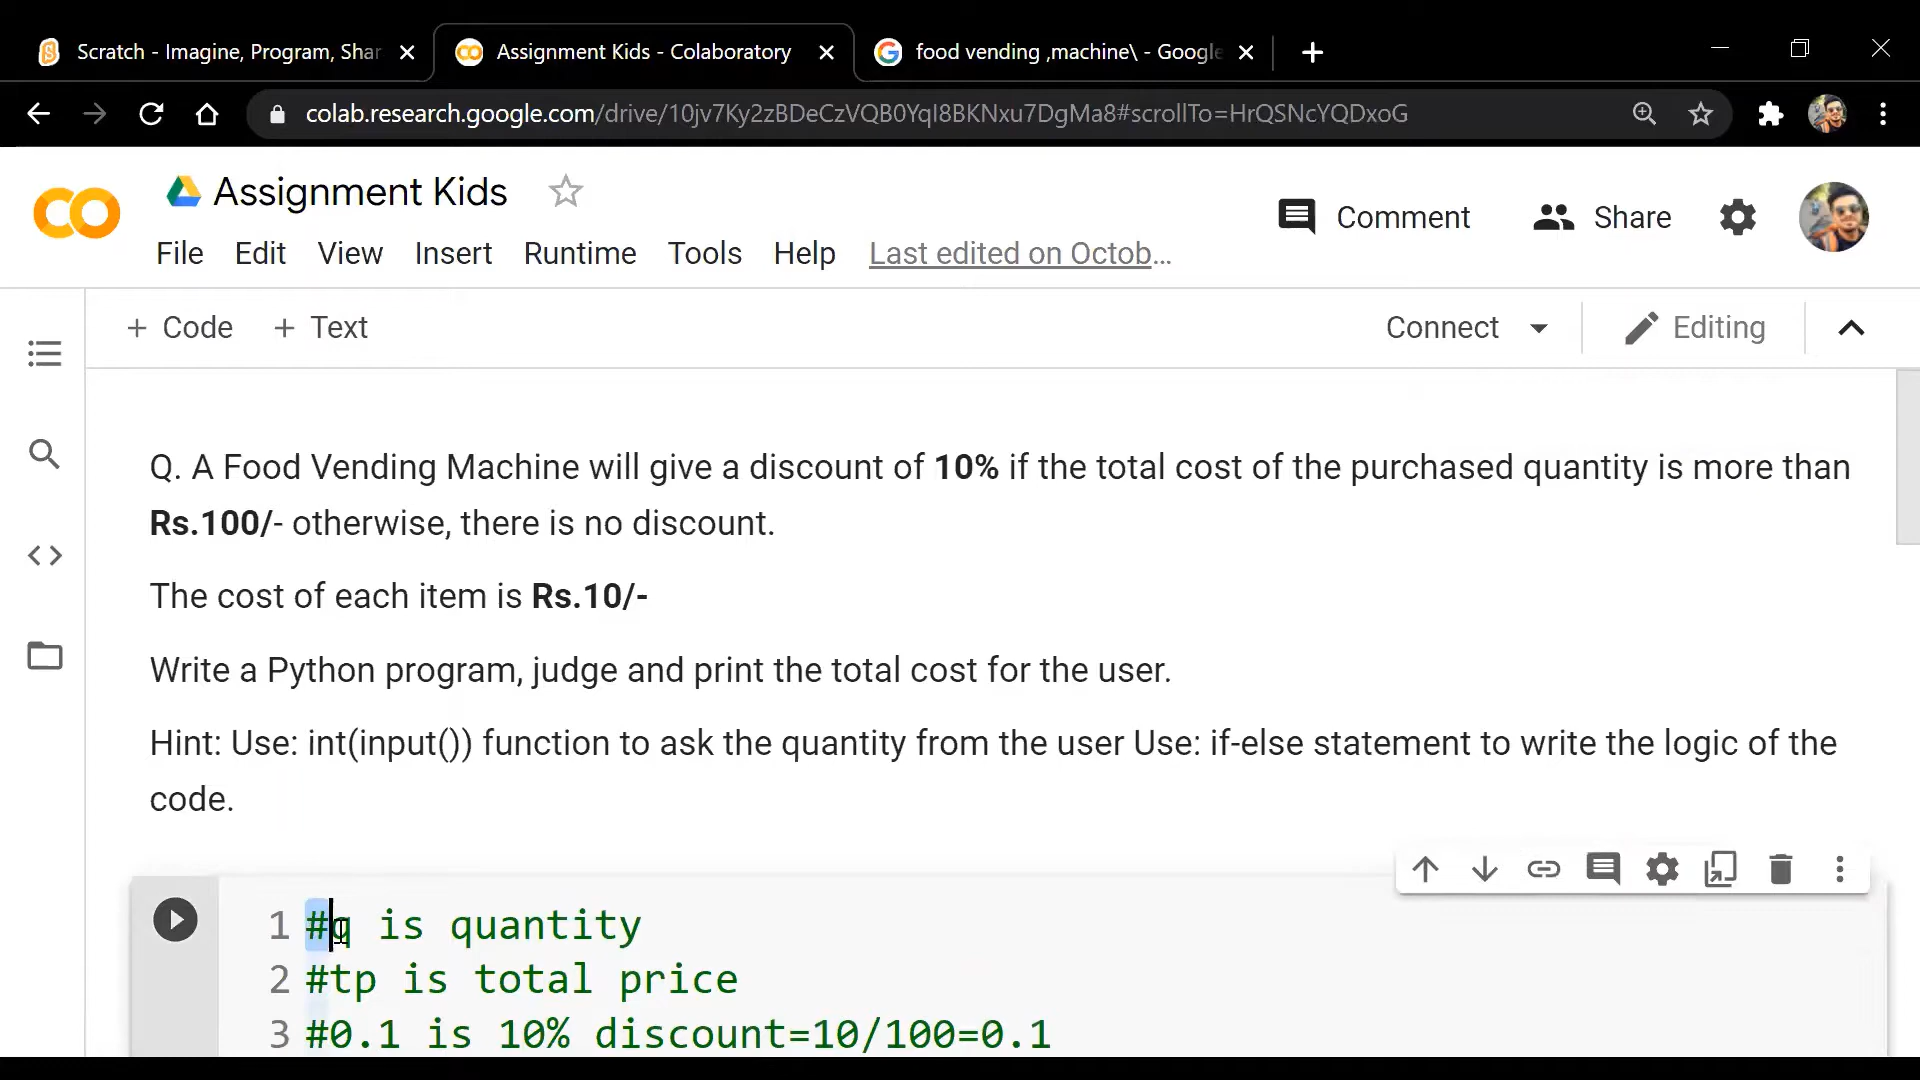 Scratch - Imagine, Program, Shar
Assignment Kids - Colaboratory
food vending ,machine\ - Google
colab.research.google.com/drive/10jv7Ky2zBDeCzVQB0YqI8BKNxu7DgMa8#scrollTo=HrQSNcYQDxoG
Assignment Kids
Comment
Share
File Edit View Insert Runtime Tools Help Last edited on Octob...
+ Code + Text
Connect
Editing
Q. A Food Vending Machine will give a discount of 10% if the total cost of the purchased quantity is more than
Rs.100/- otherwise, there is no discount.
The cost of each item is Rs.10/-
Write a Python program, judge and print the total cost for the user.
Hint: Use: int(input()) function to ask the quantity from the user Use: if-else statement to write the logic of the
code.
1 #q is quantity
2 #tp is total price
3 #0.1 is 10% discount=10/100=0.1